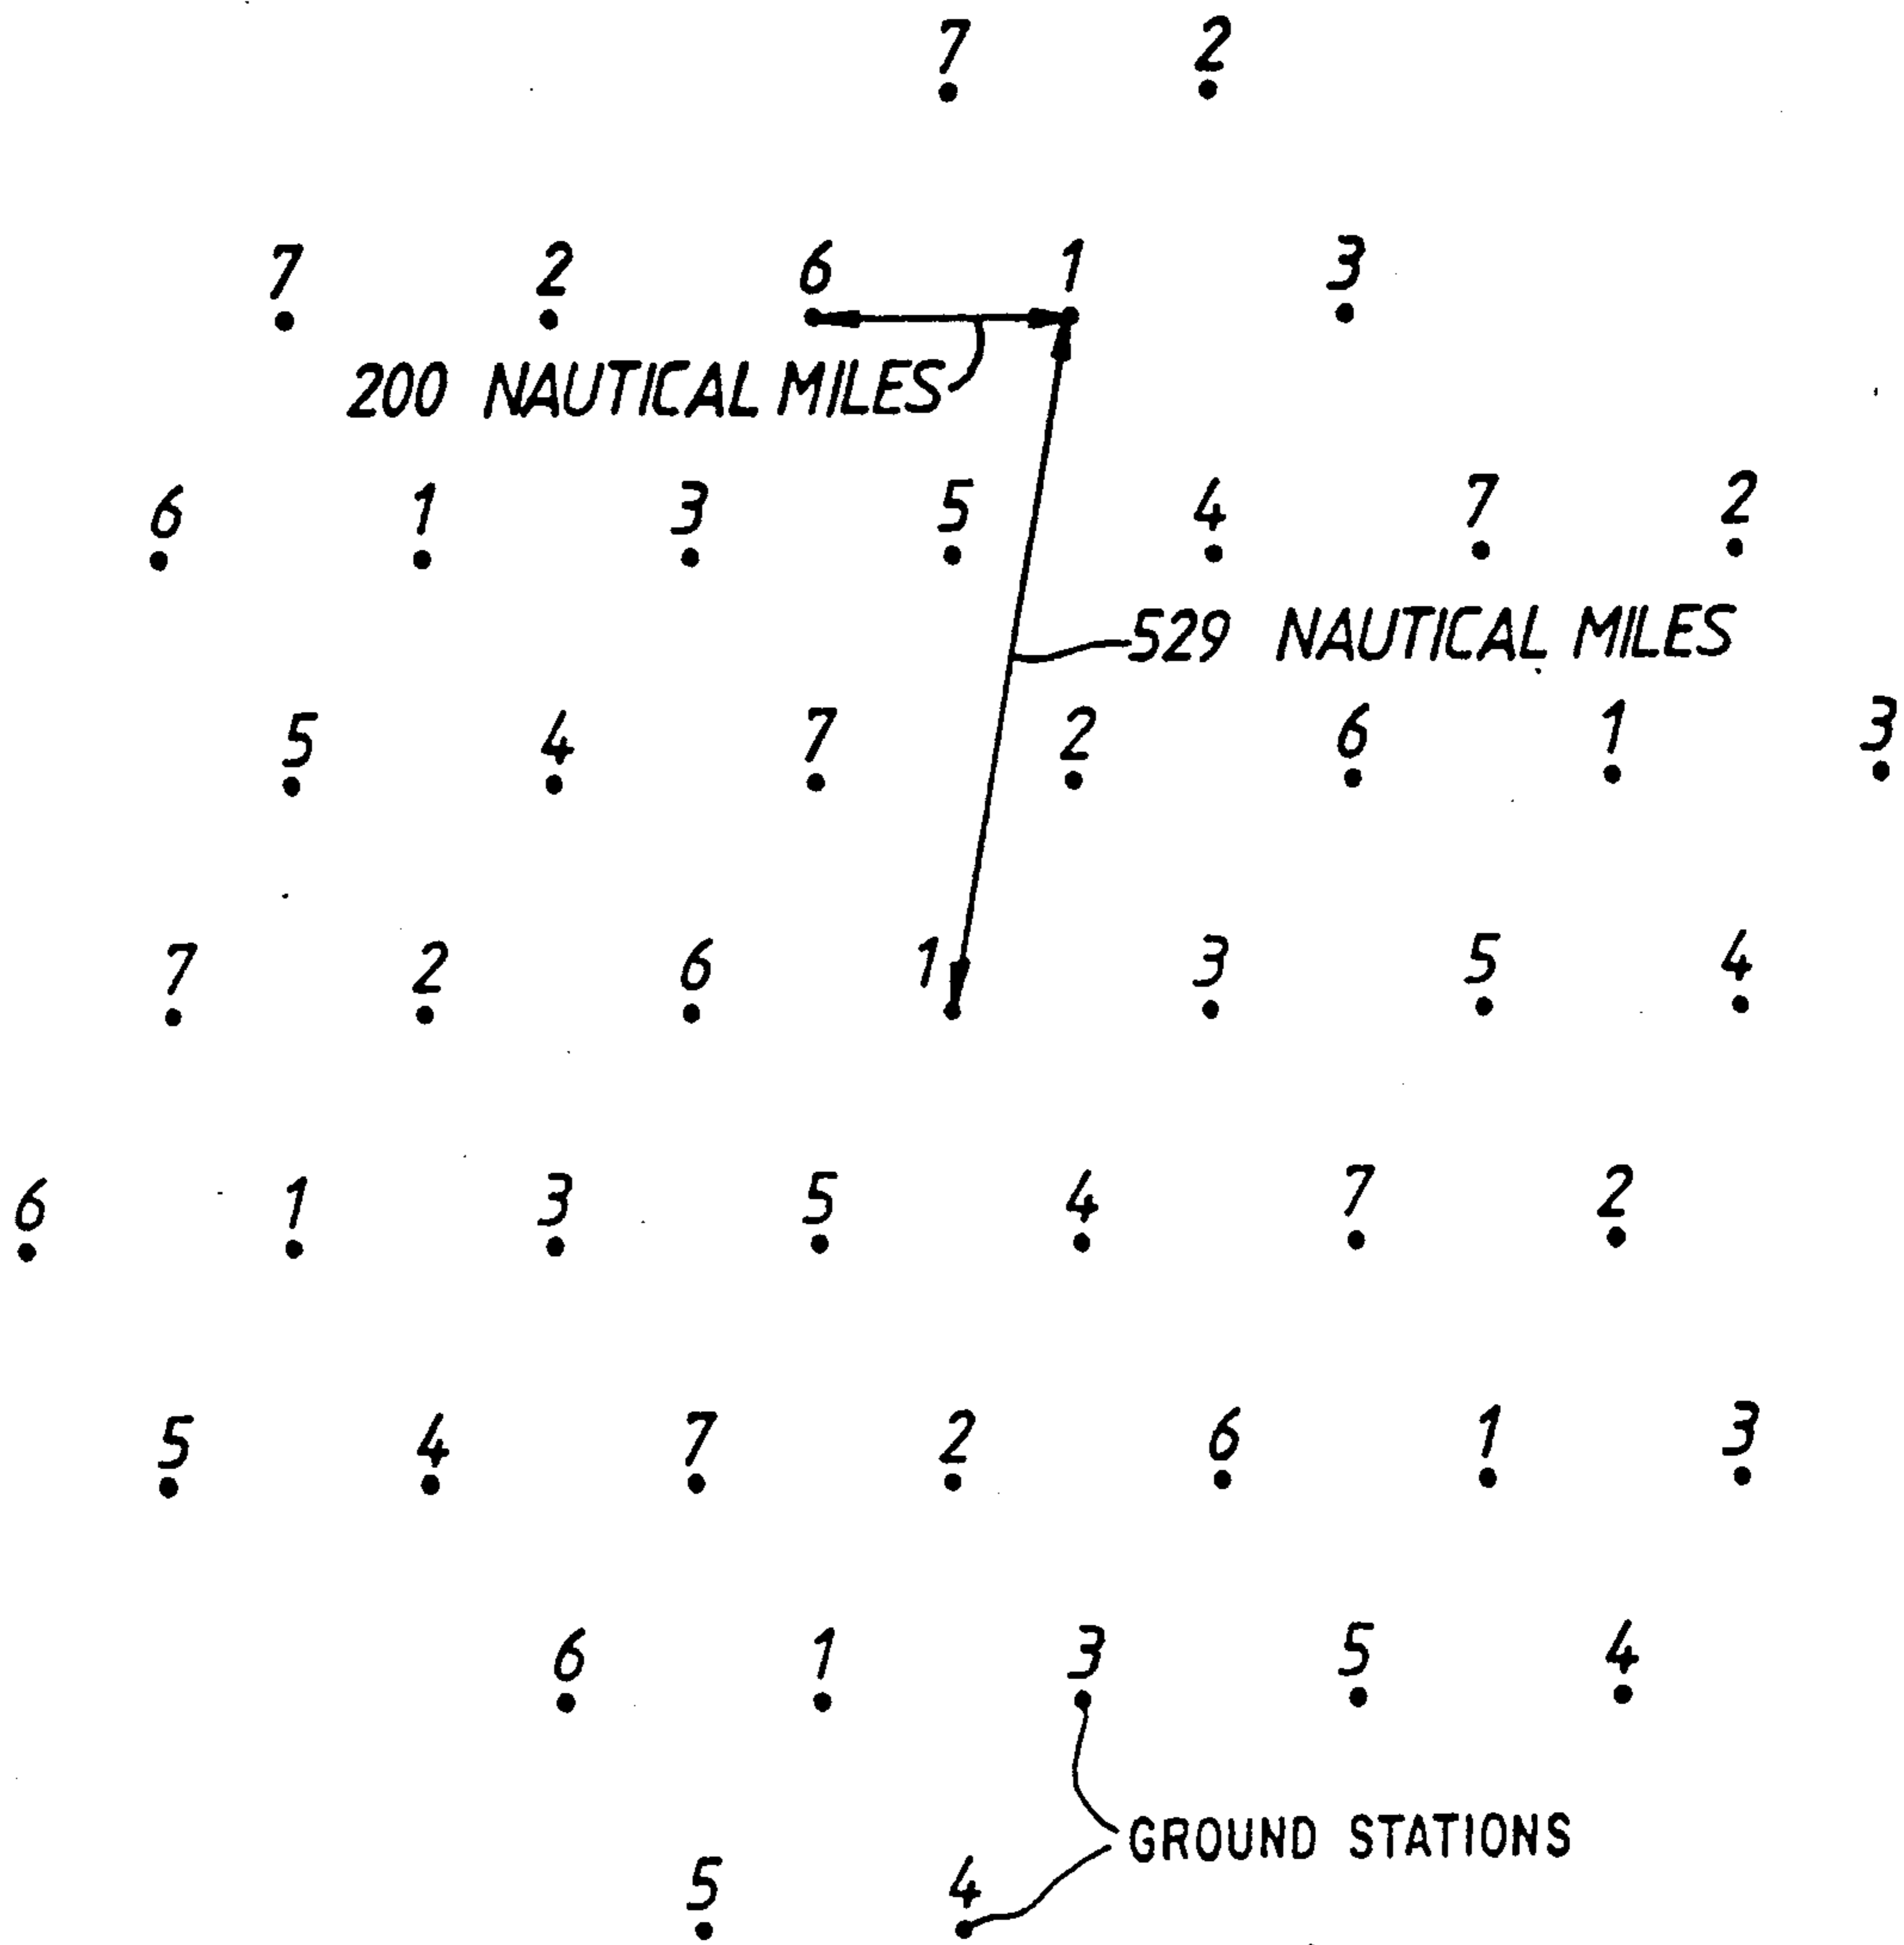 7 2
7 2 6 1 3
200 NAUTICAL MILES
6 1 3 5 4 7 2
529 NAUTICAL MILES
5 4 7 2 6 1 3
7 2 6 1 3 5 4
6 1 3 5 4 7 2
5 4 7 2 6 1 3
6 1 3 5 4
GROUND STATIONS
5 4